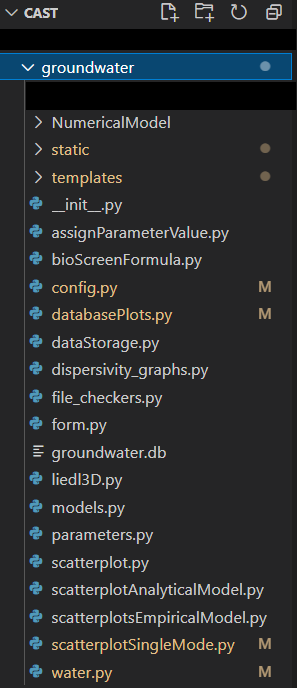 CAST
groundwater
NumericalModel
static
templates
__init__.py
assignParameterValue.py
bioScreenFormula.py
config.py M
databasePlots.py M
dataStorage.py
dispersivity_graphs.py
file_checkers.py
form.py
groundwater.db
liedl3D.py
models.py
parameters.py
scatterplot.py
scatterplotAnalyticalModel.py
scatterplotsEmpiricalModel.py
scatterplotSingleMode.py M
water.py M